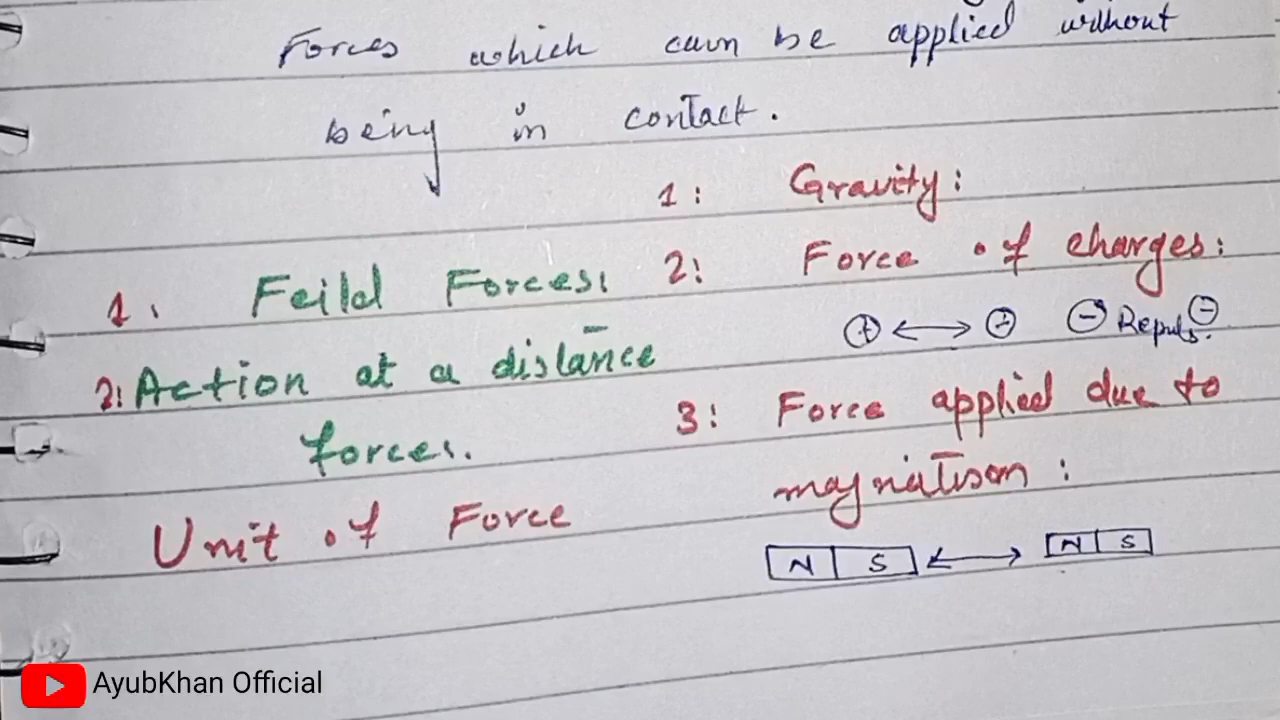 Forces which can be applied without
being in contact.
1: Gravity:
2: Force of charges:
1. Feild Forces:
+ ↔ + - Repuls. -
2: Action at a distance
forces.
3: Force applied due to
magnatism:
Unit of Force
N S ↔ N S
AyubKhan Official